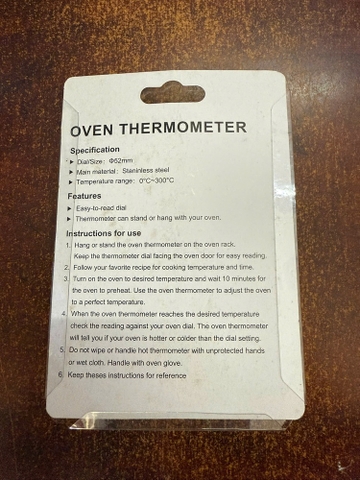 OVEN THERMOMETER
Specification
▶ Dial/Size: Φ62mm
▶ Main material: Staninless steel
▶ Temperature range: 0°C~300°C
Features
▶ Easy-to-read dial
▶ Thermometer can stand or hang with your oven.
Instructions for use
1. Hang or stand the oven thermometer on the oven rack.
Keep the thermometer dial facing the oven door for easy reading.
2. Follow your favorite recipe for cooking temperature and time.
3. Turn on the oven to desired temperature and wait 10 minutes for
the oven to preheat. Use the oven thermometer to adjust the oven
to a perfect temperature.
4. When the oven thermometer reaches the desired temperature
check the reading against your oven dial. The oven thermometer
will tell you if your oven is hotter or colder than the dial setting.
5. Do not wipe or handle hot thermometer with unprotected hands
or wet cloth. Handle with oven glove.
6. Keep theses instructions for reference